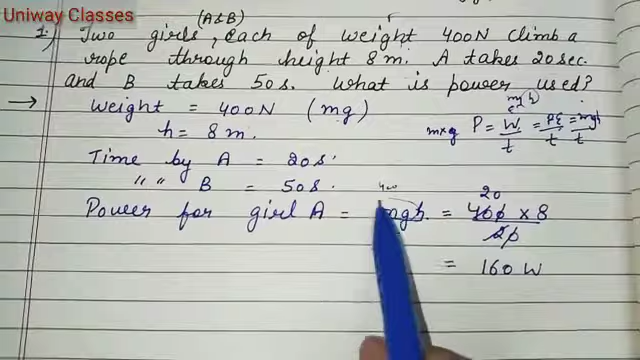 Uniway Classes
(A & B)
1. Two girls, each of weight 400N climb a
rope through height 8 m. A takes 20 sec.
and B takes 50s. What is power used?
→ Weight = 400N (mg)
h = 8 m.
m×g P = W/t = PE/t = mgh/t
Time by A = 20s.
" " B = 50s.
400
Power for girl A = mgh = 400 × 8 / 20
20
= 160 W